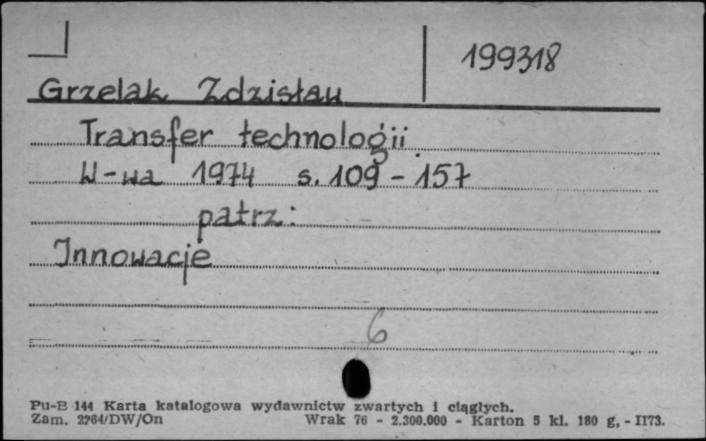 199318
Grzelak Zdzisław
Transfer technologii.
W-wa 1974 s. 109-157
patrz:
Innowacje
6
Pu-B 144 Karta katalogowa wydawnictw zwartych i ciągłych.
Zam. 2764/DW/On Wrak 76 - 2.300.000 - Karton 5 kl. 180 g, - II73.